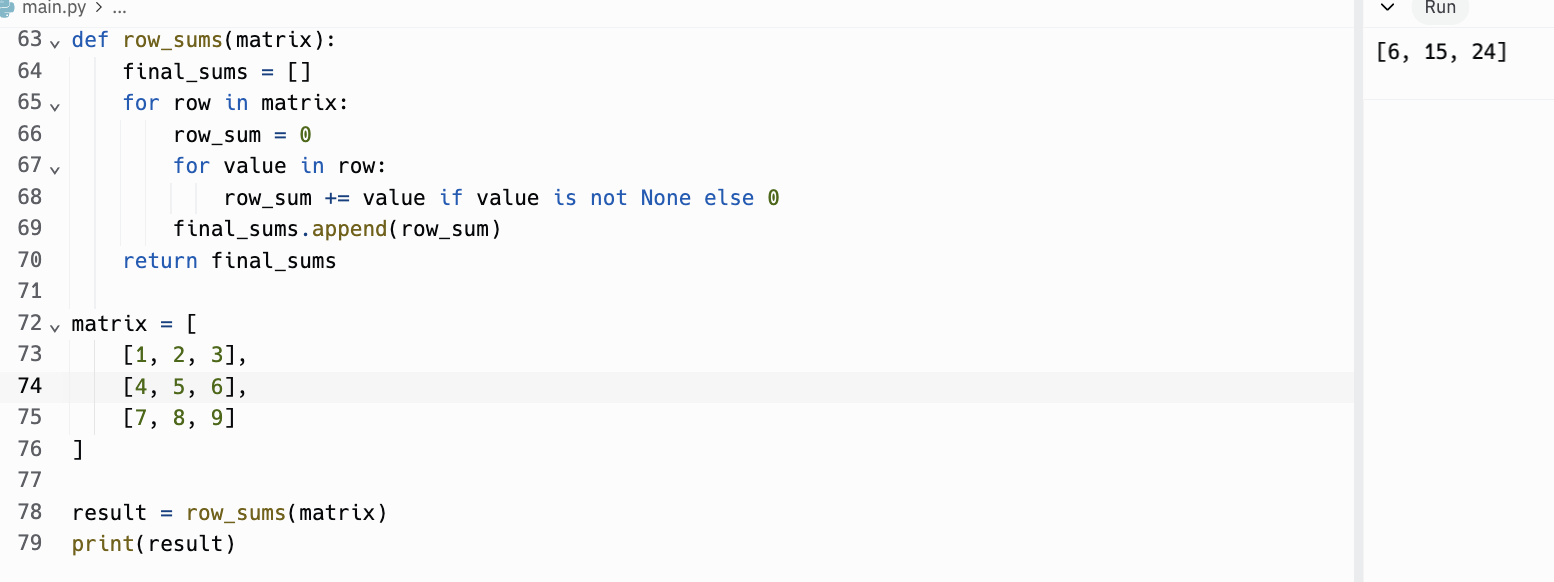 main.py > ...
Run
63 def row_sums(matrix):
64     final_sums = []
65     for row in matrix:
66         row_sum = 0
67         for value in row:
68             row_sum += value if value is not None else 0
69         final_sums.append(row_sum)
70     return final_sums
71
72 matrix = [
73     [1, 2, 3],
74     [4, 5, 6],
75     [7, 8, 9]
76 ]
77
78 result = row_sums(matrix)
79 print(result)
[6, 15, 24]